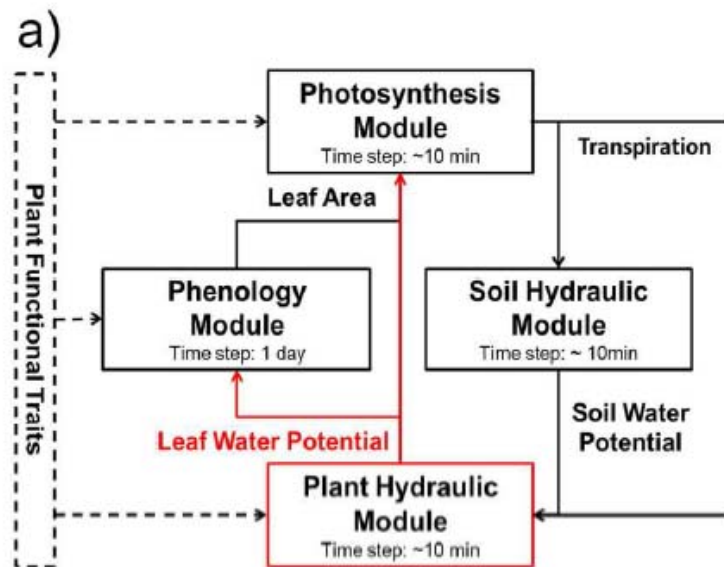 a)
Plant Functional Traits
Photosynthesis
Module
Time step: ~10 min
Transpiration
Leaf Area
Phenology
Module
Time step: 1 day
Soil Hydraulic
Module
Time step: ~ 10min
Leaf Water Potential
Soil Water
Potential
Plant Hydraulic
Module
Time step: ~10 min